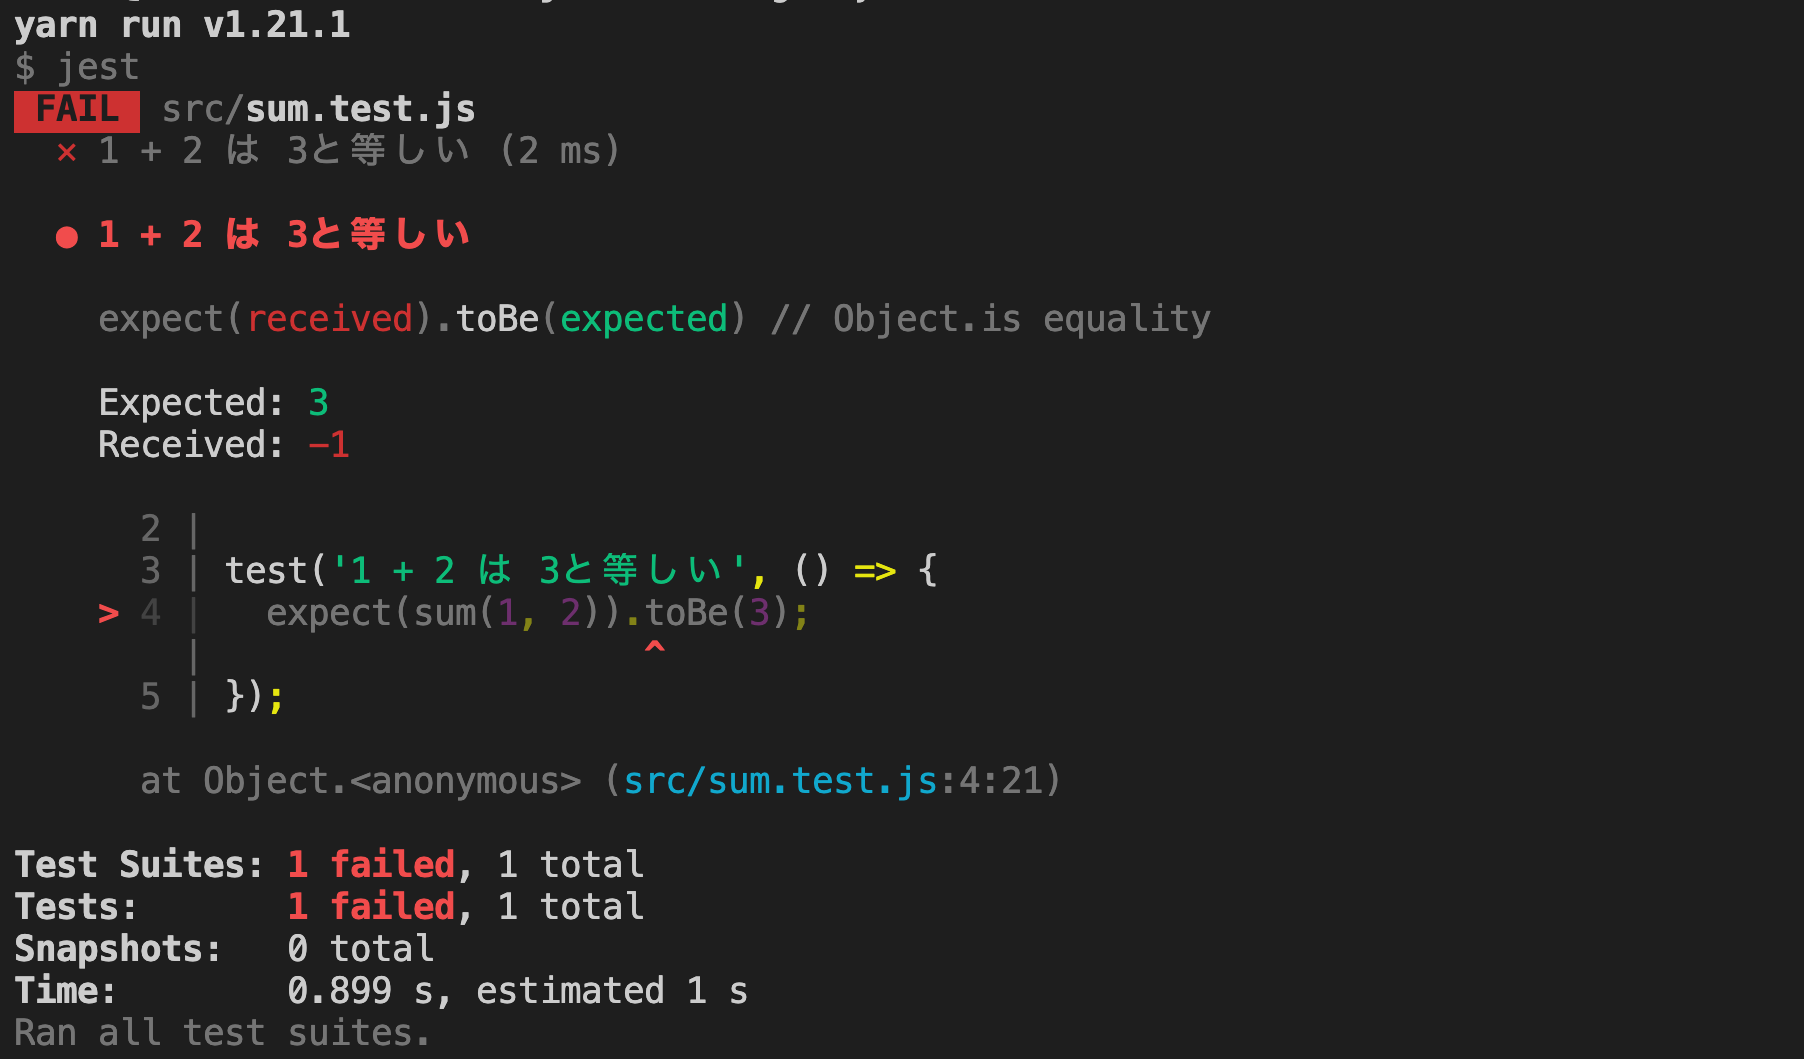 yarn run v1.21.1
$ jest
FAIL src/sum.test.js
× 1 + 2 は 3と等しい (2 ms)
● 1 + 2 は 3と等しい
expect(received).toBe(expected) // Object.is equality
Expected: 3
Received: -1
2 |
3 | test('1 + 2 は 3と等しい', () => {
> 4 | expect(sum(1, 2)).toBe(3);
| ^
5 | });
at Object.<anonymous> (src/sum.test.js:4:21)
Test Suites: 1 failed, 1 total
Tests: 1 failed, 1 total
Snapshots: 0 total
Time: 0.899 s, estimated 1 s
Ran all test suites.